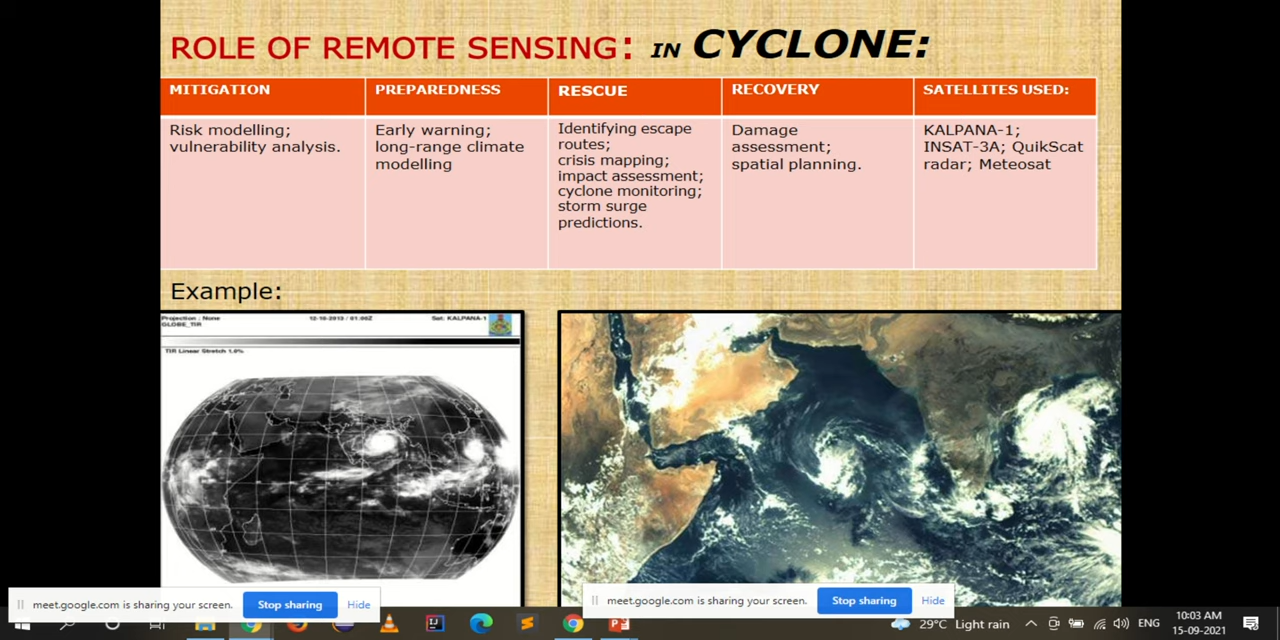 ROLE OF REMOTE SENSING: IN CYCLONE:
MITIGATION
PREPAREDNESS
RESCUE
RECOVERY
SATELLITES USED:
Risk modelling;
vulnerability analysis.
Early warning;
long-range climate
modelling
Identifying escape
routes;
crisis mapping;
impact assessment;
cyclone monitoring;
storm surge
predictions.
Damage
assessment;
spatial planning.
KALPANA-1;
INSAT-3A; QuikScat
radar; Meteosat
Example:
Projection : None
12-10-2013 / 01:00Z
Sat: KALPANA-1
GLOBE_TIR
TIR Linear Stretch 1.0%
meet.google.com is sharing your screen.
Stop sharing
Hide
meet.google.com is sharing your screen.
Stop sharing
Hide
29°C Light rain
ENG
10:03 AM
15-09-2021